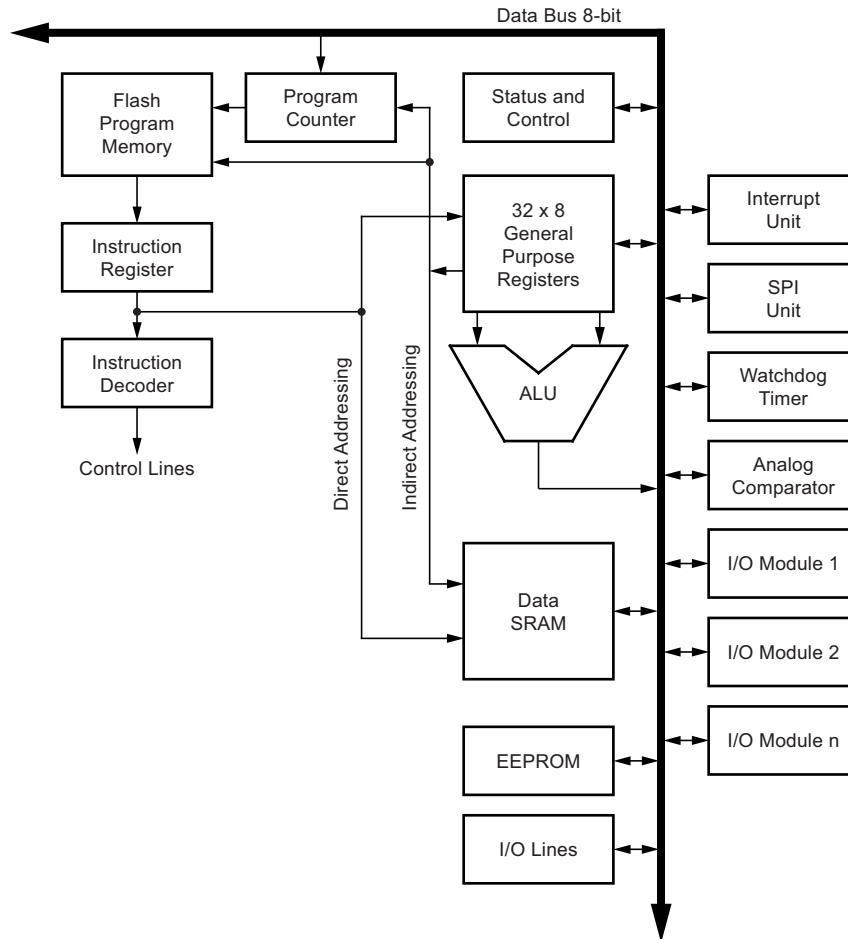 Data Bus 8-bit
Flash
Program
Memory
Program
Counter
Status and
Control
Instruction
Register
32 x 8
General
Purpose
Registers
Interrupt
Unit
SPI
Unit
Instruction
Decoder
Watchdog
Timer
ALU
Control Lines
Direct Addressing
Indirect Addressing
Analog
Comparator
Data
SRAM
I/O Module 1
I/O Module 2
I/O Module n
EEPROM
I/O Lines